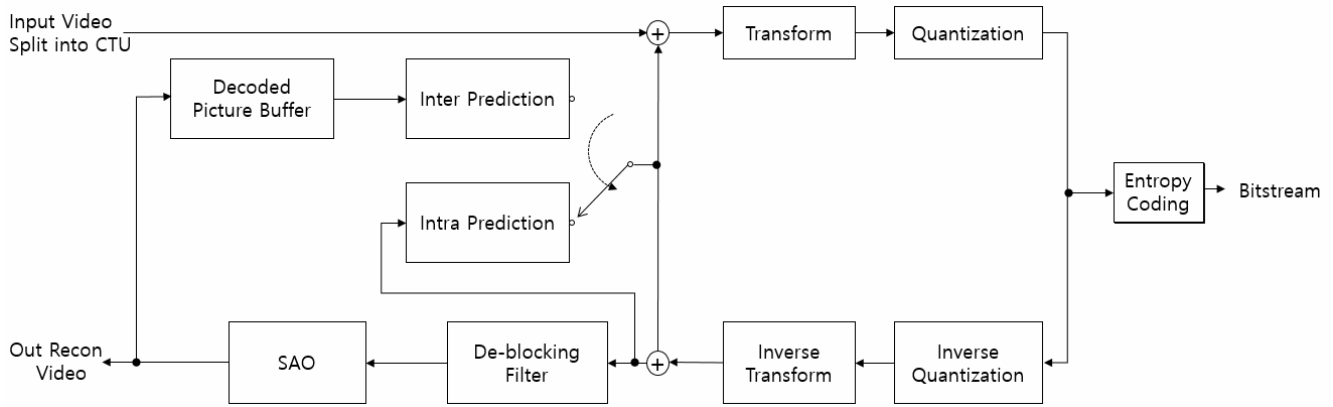 Input Video
Split into CTU
+
Transform
Quantization
Decoded
Picture Buffer
Inter Prediction
Intra Prediction
Entropy
Coding
Bitstream
Out Recon
Video
SAO
De-blocking
Filter
+
Inverse
Transform
Inverse
Quantization